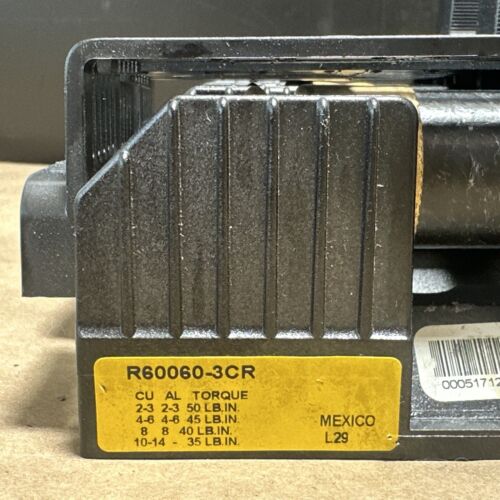 R60060-3CR
CU AL TORQUE
2-3 2-3 50 LB.IN.
4-6 4-6 45 LB.IN.
8 8 40 LB.IN.
10-14 - 35 LB.IN.
MEXICO
L29
0005171